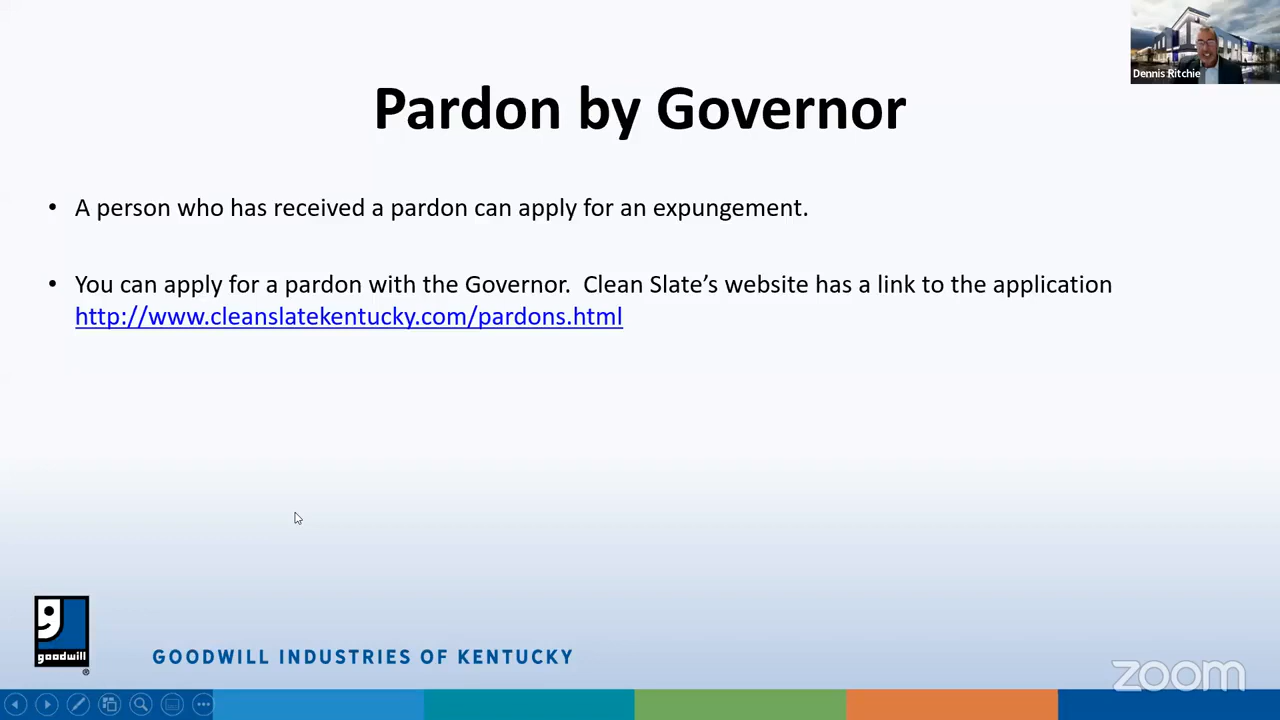 Dennis Ritchie
Pardon by Governor
• A person who has received a pardon can apply for an expungement.
• You can apply for a pardon with the Governor.  Clean Slate’s website has a link to the application
http://www.cleanslatekentucky.com/pardons.html
goodwill
®
GOODWILL INDUSTRIES OF KENTUCKY
zoom